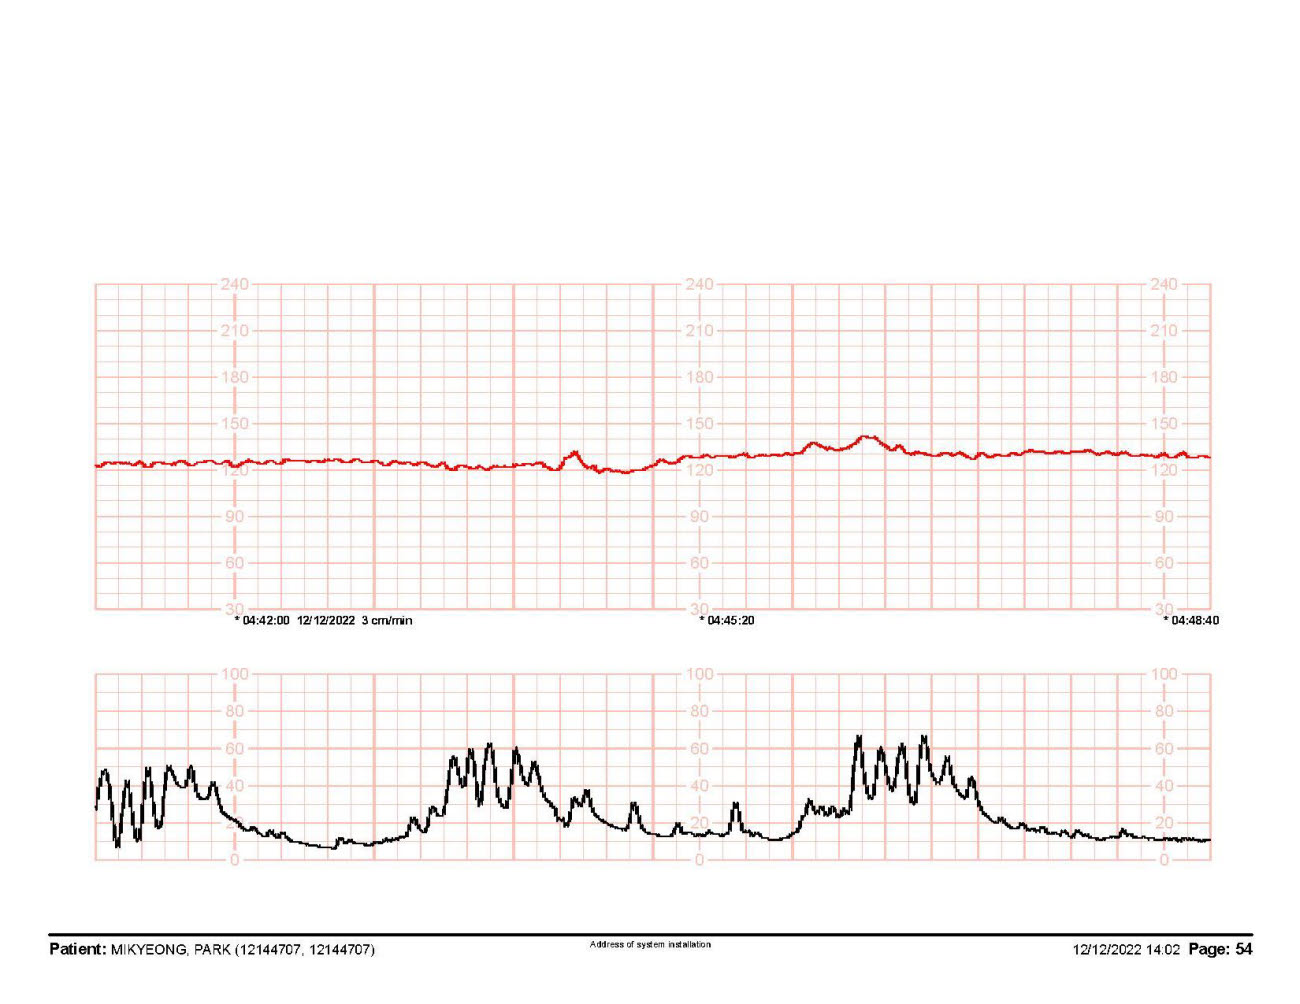 240 240 240
210 210 210
180 180 180
150 150 150
120 120 120
90 90 90
60 60 60
30 30 30
* 04:42:00 12/12/2022 3 cm/min * 04:45:20 * 04:48:40
100 100 100
80 80 80
60 60 60
40 40 40
20 20 20
0 0 0
Patient: MIKYEONG, PARK (12144707, 12144707) Address of system installation 12/12/2022 14:02 Page: 54